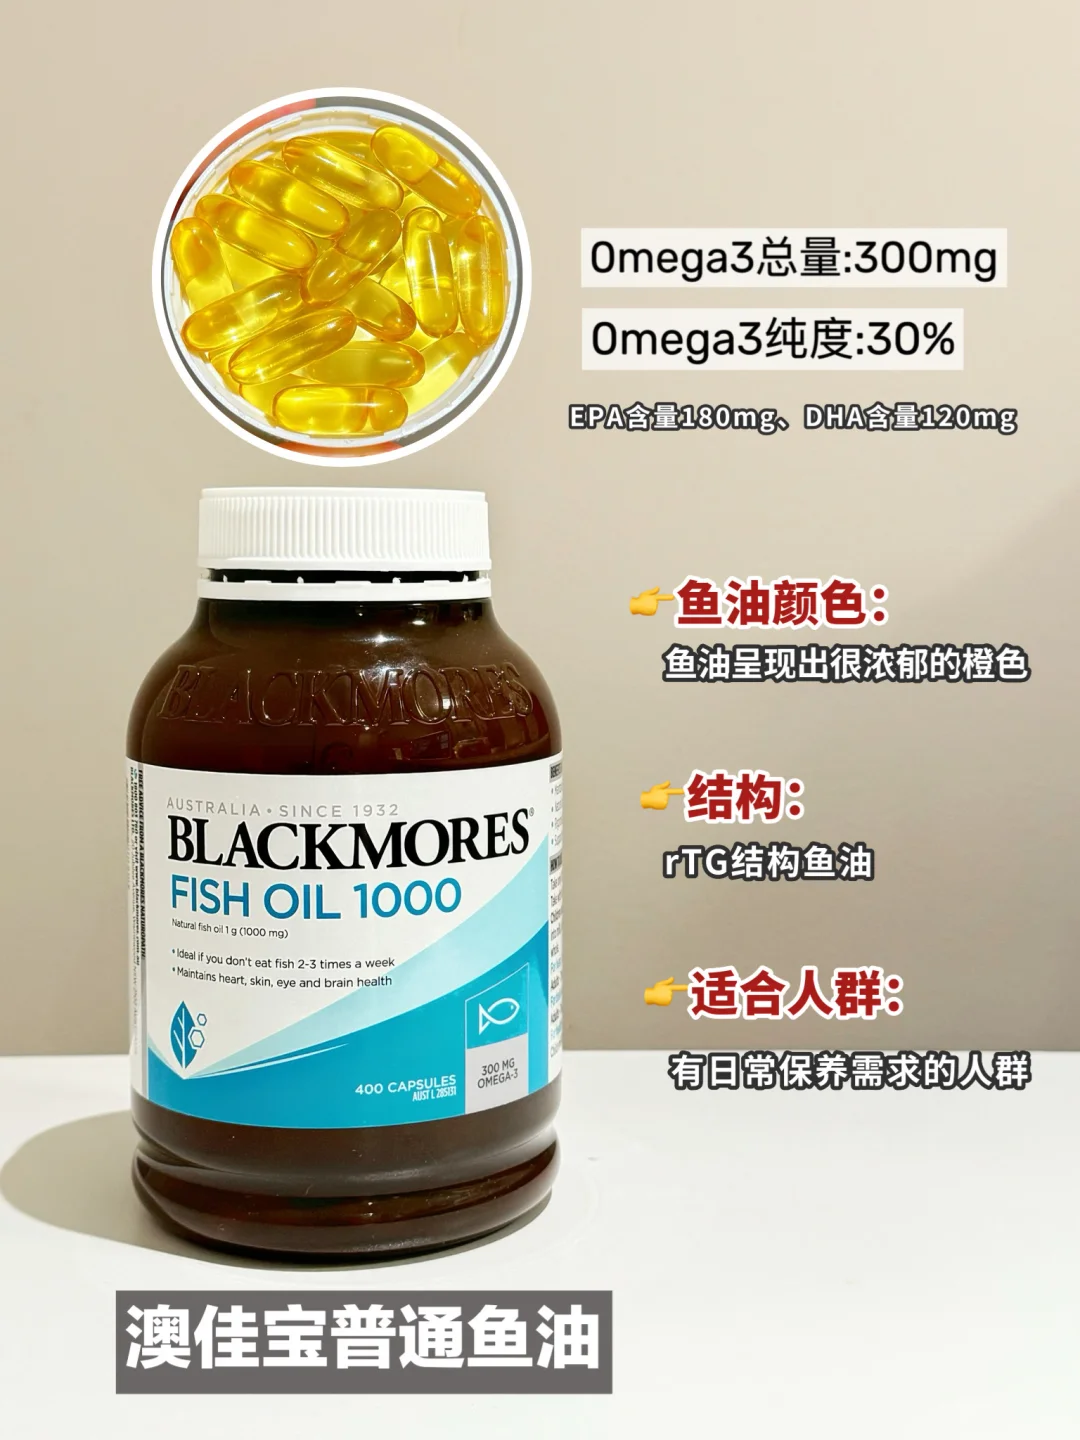 Omega3总量:300mg
Omega3纯度:30%
EPA含量180mg、DHA含量120mg
👉鱼油颜色:
鱼油呈现出很浓郁的橙色
👉结构:
rTG结构鱼油
👉适合人群:
有日常保养需求的人群
BLACKMORES
AUSTRALIA • SINCE 1932
BLACKMORES®
FISH OIL 1000
Natural fish oil 1 g (1000 mg)
• Ideal if you don't eat fish 2-3 times a week
• Maintains heart, skin, eye and brain health
300 MG
OMEGA-3
400 CAPSULES
AUST L 285131
澳佳宝普通鱼油